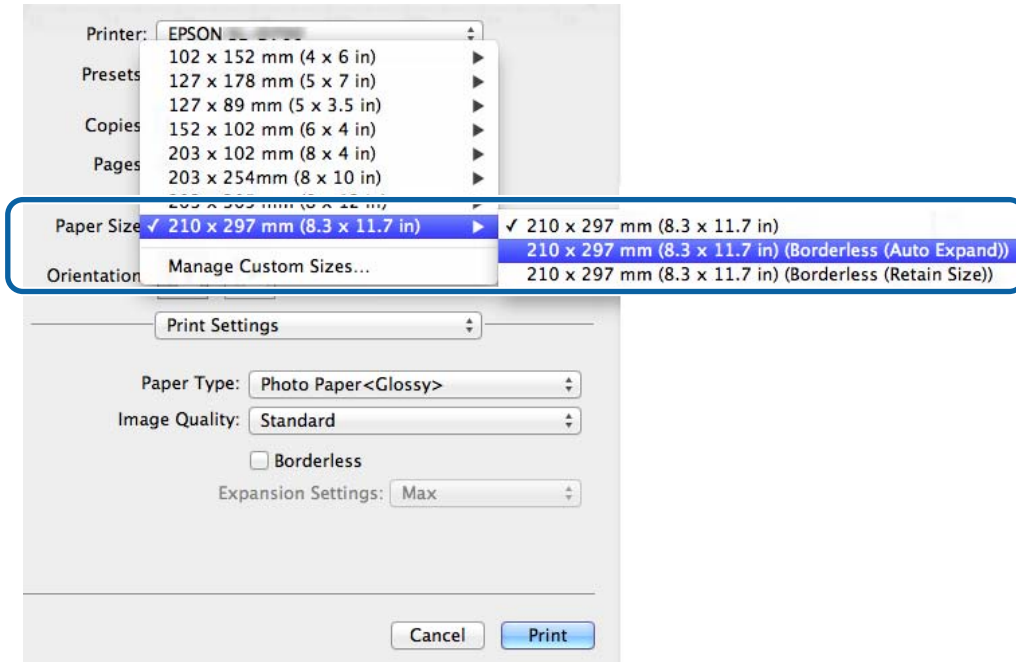 Printer: EPSON
102 x 152 mm (4 x 6 in)
Presets 127 x 178 mm (5 x 7 in)
127 x 89 mm (5 x 3.5 in)
Copies 152 x 102 mm (6 x 4 in)
203 x 102 mm (8 x 4 in)
Pages 203 x 254mm (8 x 10 in)
Paper Size ✓ 210 x 297 mm (8.3 x 11.7 in) ✓ 210 x 297 mm (8.3 x 11.7 in)
210 x 297 mm (8.3 x 11.7 in) (Borderless (Auto Expand))
Orientation Manage Custom Sizes... 210 x 297 mm (8.3 x 11.7 in) (Borderless (Retain Size))
Print Settings
Paper Type: Photo Paper<Glossy>
Image Quality: Standard
Borderless
Expansion Settings: Max
Cancel Print